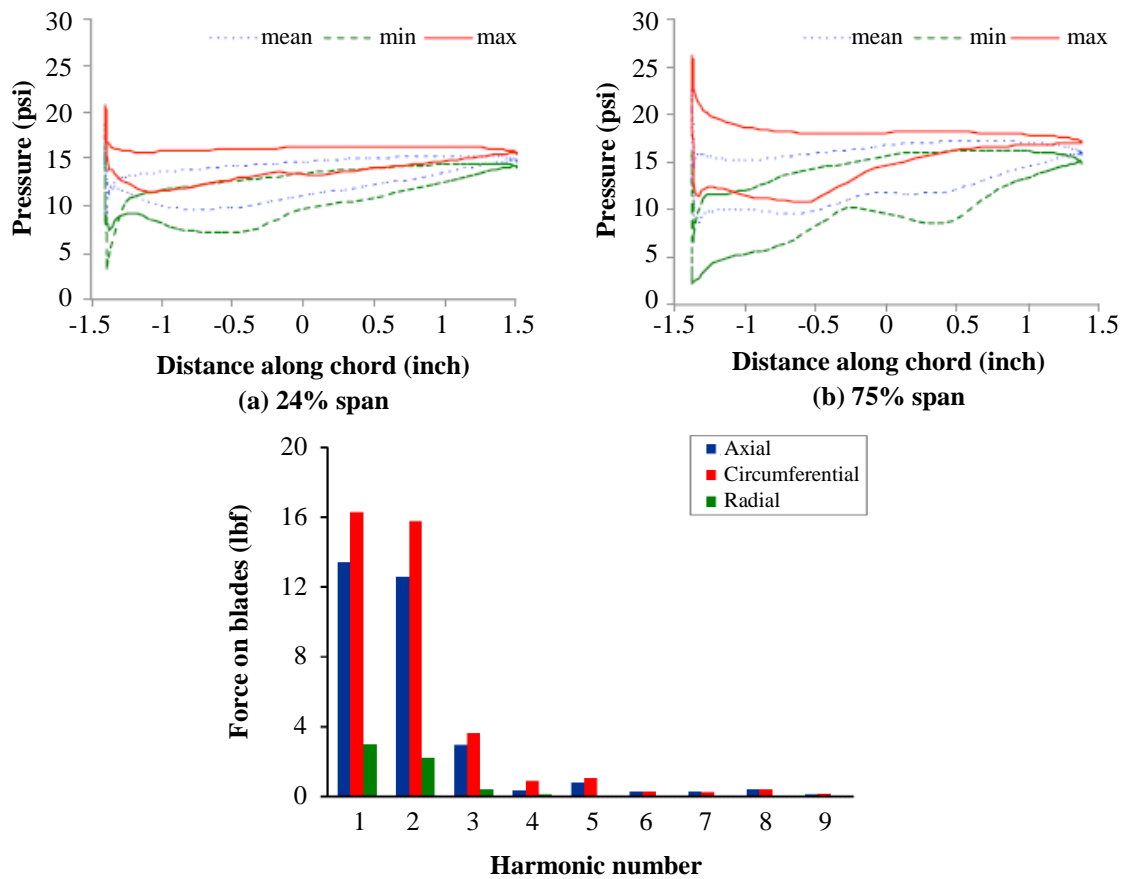 30
25
20
15
10
5
0
Pressure (psi)
mean min max
-1.5 -1 -0.5 0 0.5 1 1.5
Distance along chord (inch)
(a) 24% span
30
25
20
15
10
5
0
Pressure (psi)
mean min max
-1.5 -1 -0.5 0 0.5 1 1.5
Distance along chord (inch)
(b) 75% span
20
16
12
8
4
0
Force on blades (lbf)
Axial
Circumferential
Radial
1 2 3 4 5 6 7 8 9
Harmonic number